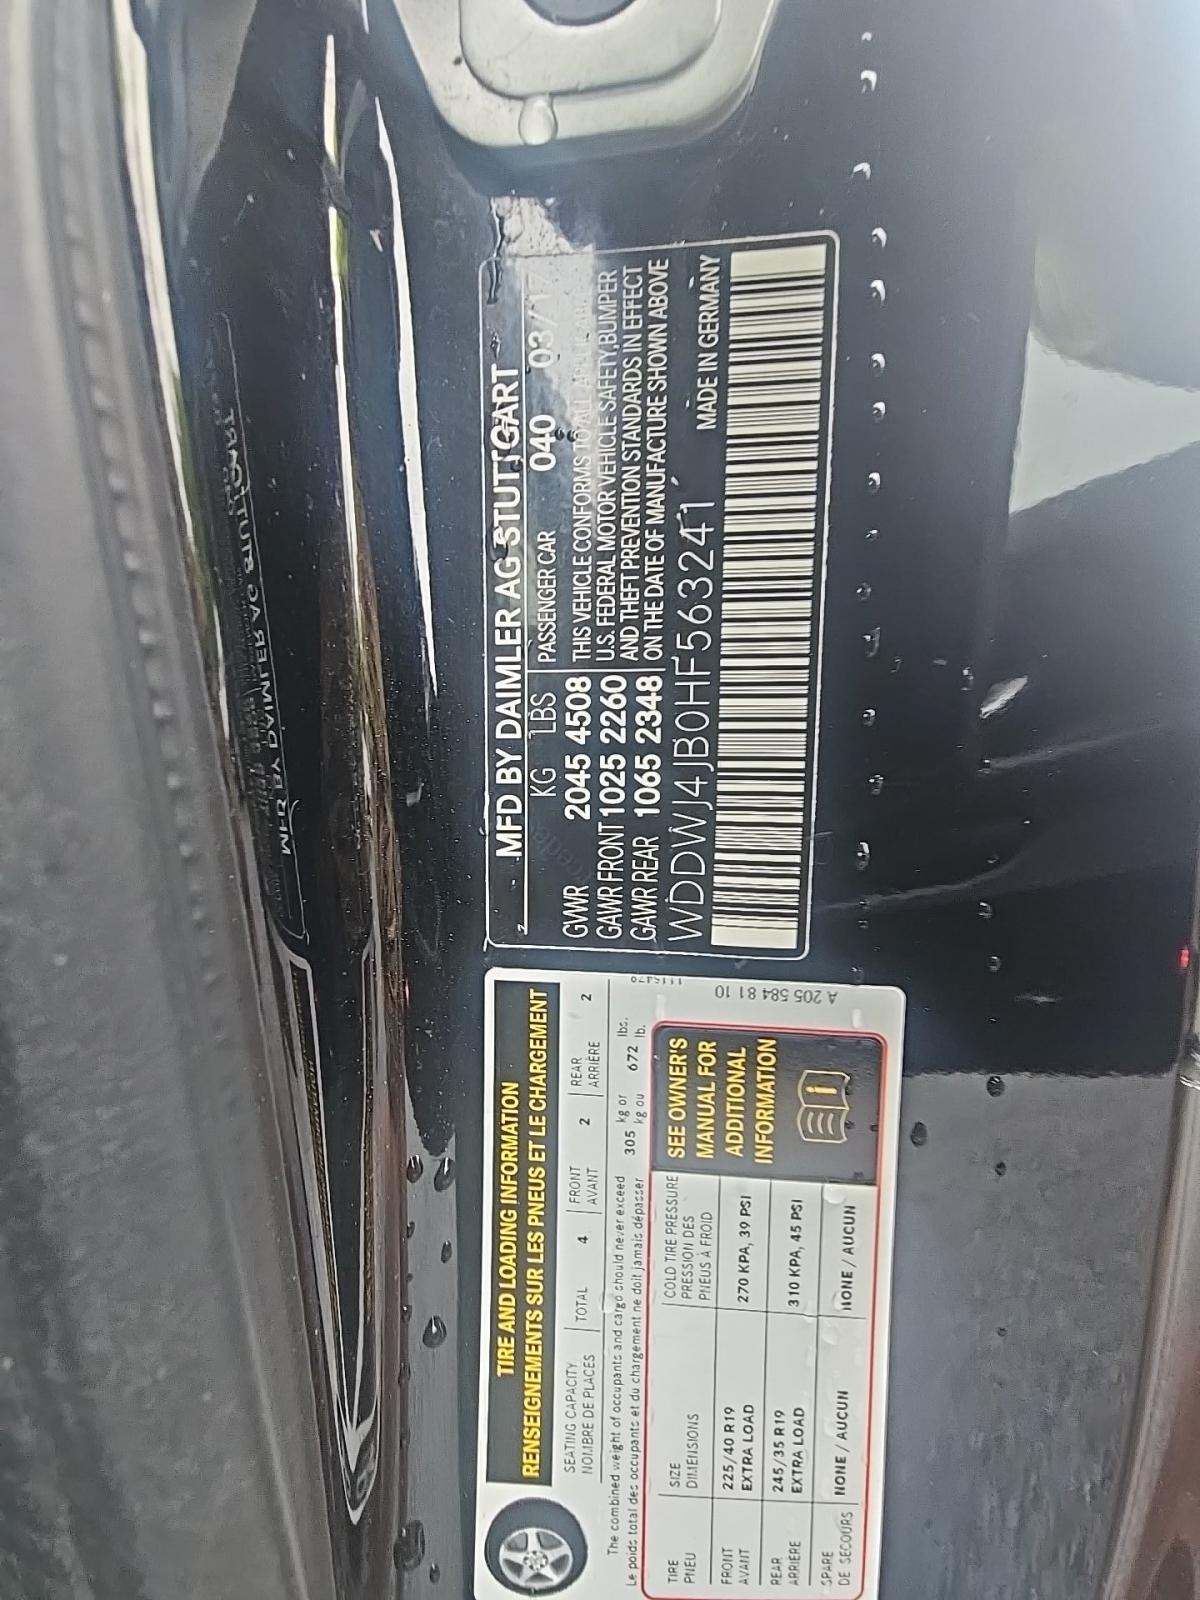 MFD BY DAIMLER AG STUTTGART
KG LBS PASSENGER CAR 040 03/17
GVWR 2045 4508 THIS VEHICLE CONFORMS TO ALL
GAWR FRONT 1025 2260 U.S. FEDERAL MOTOR VEHICLE SAFETY,BUMPER
AND THEFT PREVENTION STANDARDS IN EFFECT
GAWR REAR 1065 2348 ON THE DATE OF MANUFACTURE SHOWN ABOVE
WDDWJ4JB0HF563241 MADE IN GERMANY
TIRE AND LOADING INFORMATION
RENSEIGNEMENTS SUR LES PNEUS ET LE CHARGEMENT
SEATING CAPACITY
NOMBRE DE PLACES
TOTAL 4
FRONT
AVANT
2
REAR
ARRIÈRE
2
The combined weight of occupants and cargo should never exceed 305 kg or 672 lbs.
Le poids total des occupants et du chargement ne doit jamais dépasser kg ou lb.
TIRE
PNEU
SIZE
DIMENSIONS
COLD TIRE PRESSURE
PRESSION DES
PNEUS À FROID
FRONT
AVANT
225/40 R19
EXTRA LOAD
270 KPA, 39 PSI
REAR
ARRIERE
245/35 R19
EXTRA LOAD
310 KPA, 45 PSI
SPARE
DE SECOURS
NONE / AUCUN
NONE / AUCUN
SEE OWNER'S
MANUAL FOR
ADDITIONAL
INFORMATION
A 205 584 81 10